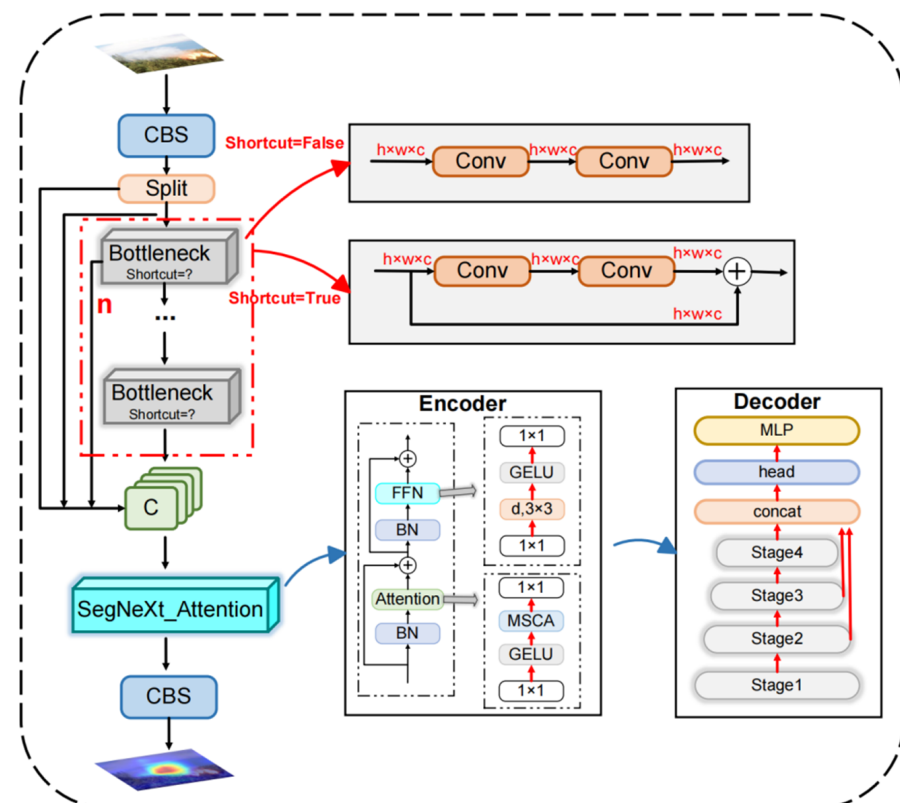 CBS
Split
Bottleneck
Shortcut=?
n
...
Bottleneck
Shortcut=?
C
SegNeXt_Attention
CBS
Shortcut=False
h×w×c
Conv
h×w×c
Conv
h×w×c
Shortcut=True
h×w×c
Conv
h×w×c
Conv
h×w×c
h×w×c
Encoder
FFN
BN
Attention
BN
1×1
GELU
d,3×3
1×1
1×1
MSCA
GELU
1×1
Decoder
MLP
head
concat
Stage4
Stage3
Stage2
Stage1